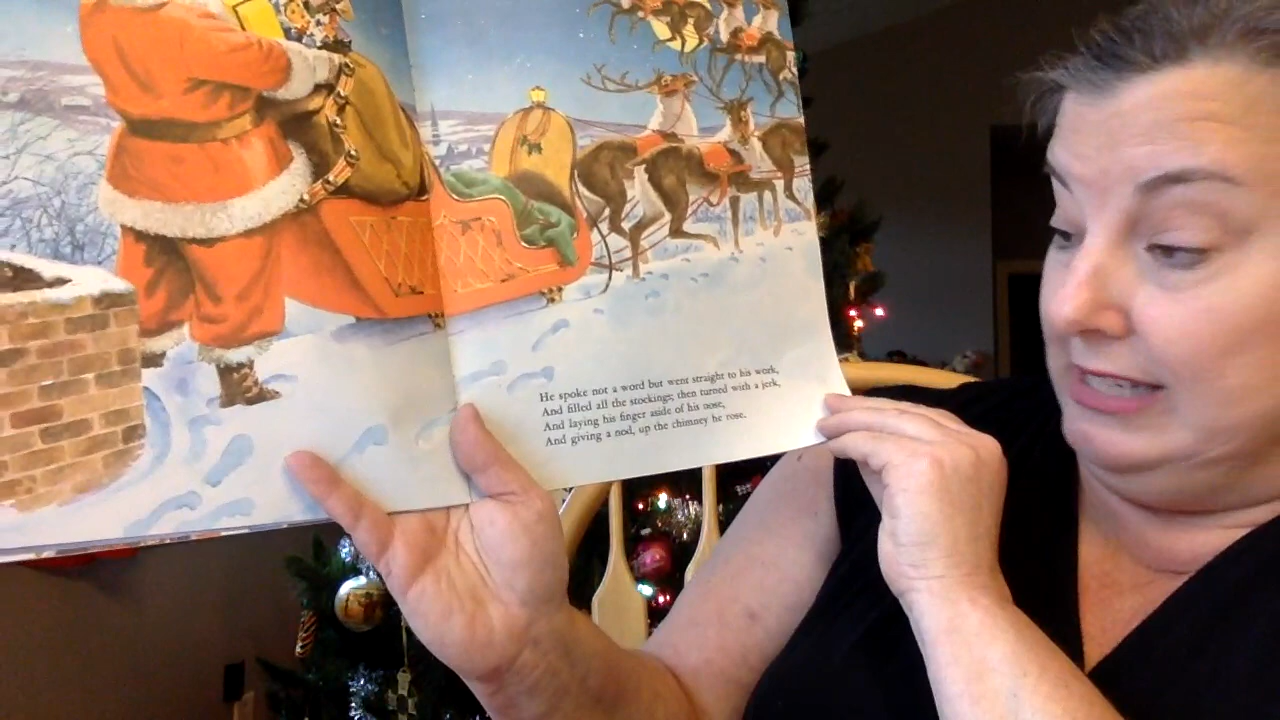 He spoke not a word but went straight to his work,
And filled all the stockings; then turned with a jerk,
And laying his finger aside of his nose,
And giving a nod, up the chimney he rose.